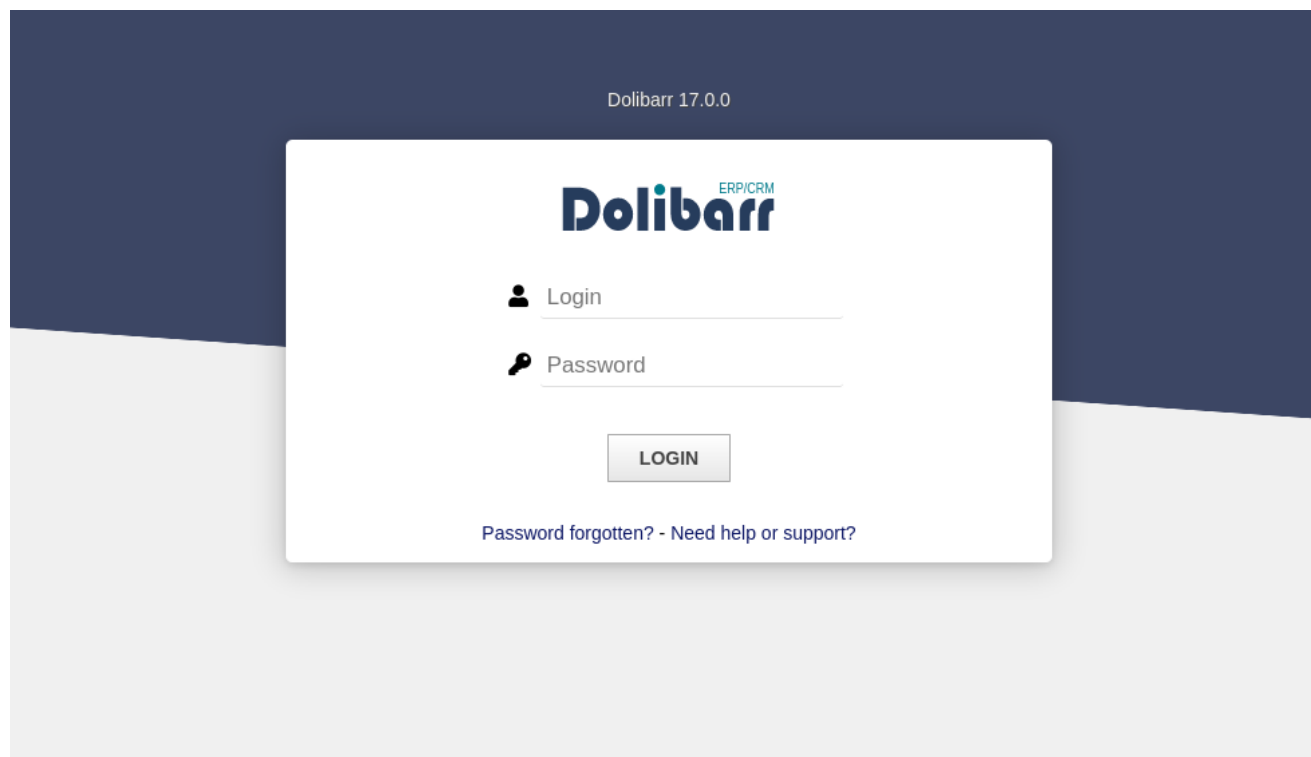 Dolibarr 17.0.0
ERP/CRM
Dolibarr
Login
Password
LOGIN
Password forgotten? - Need help or support?